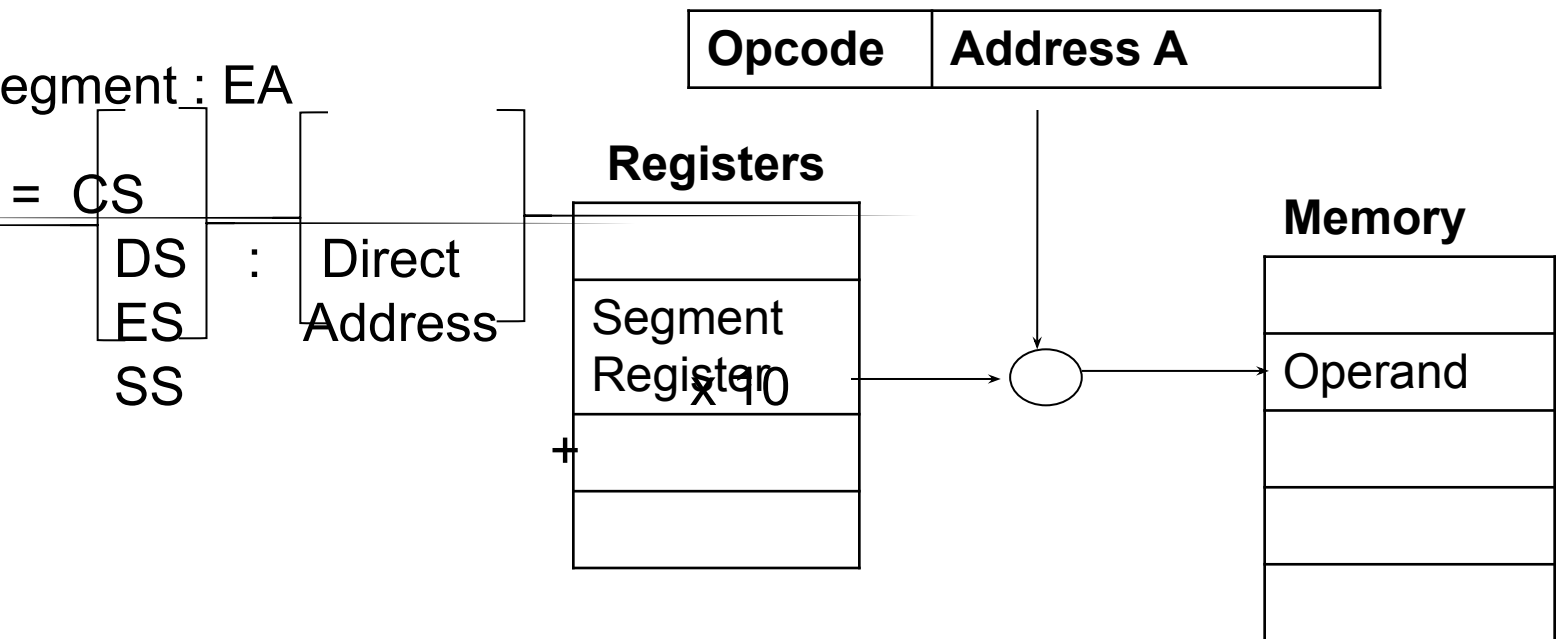 Opcode Address A
egment : EA
Registers
= CS
Memory
DS : Direct
ES Address
Segment
Register
Operand
SS
x 10
+